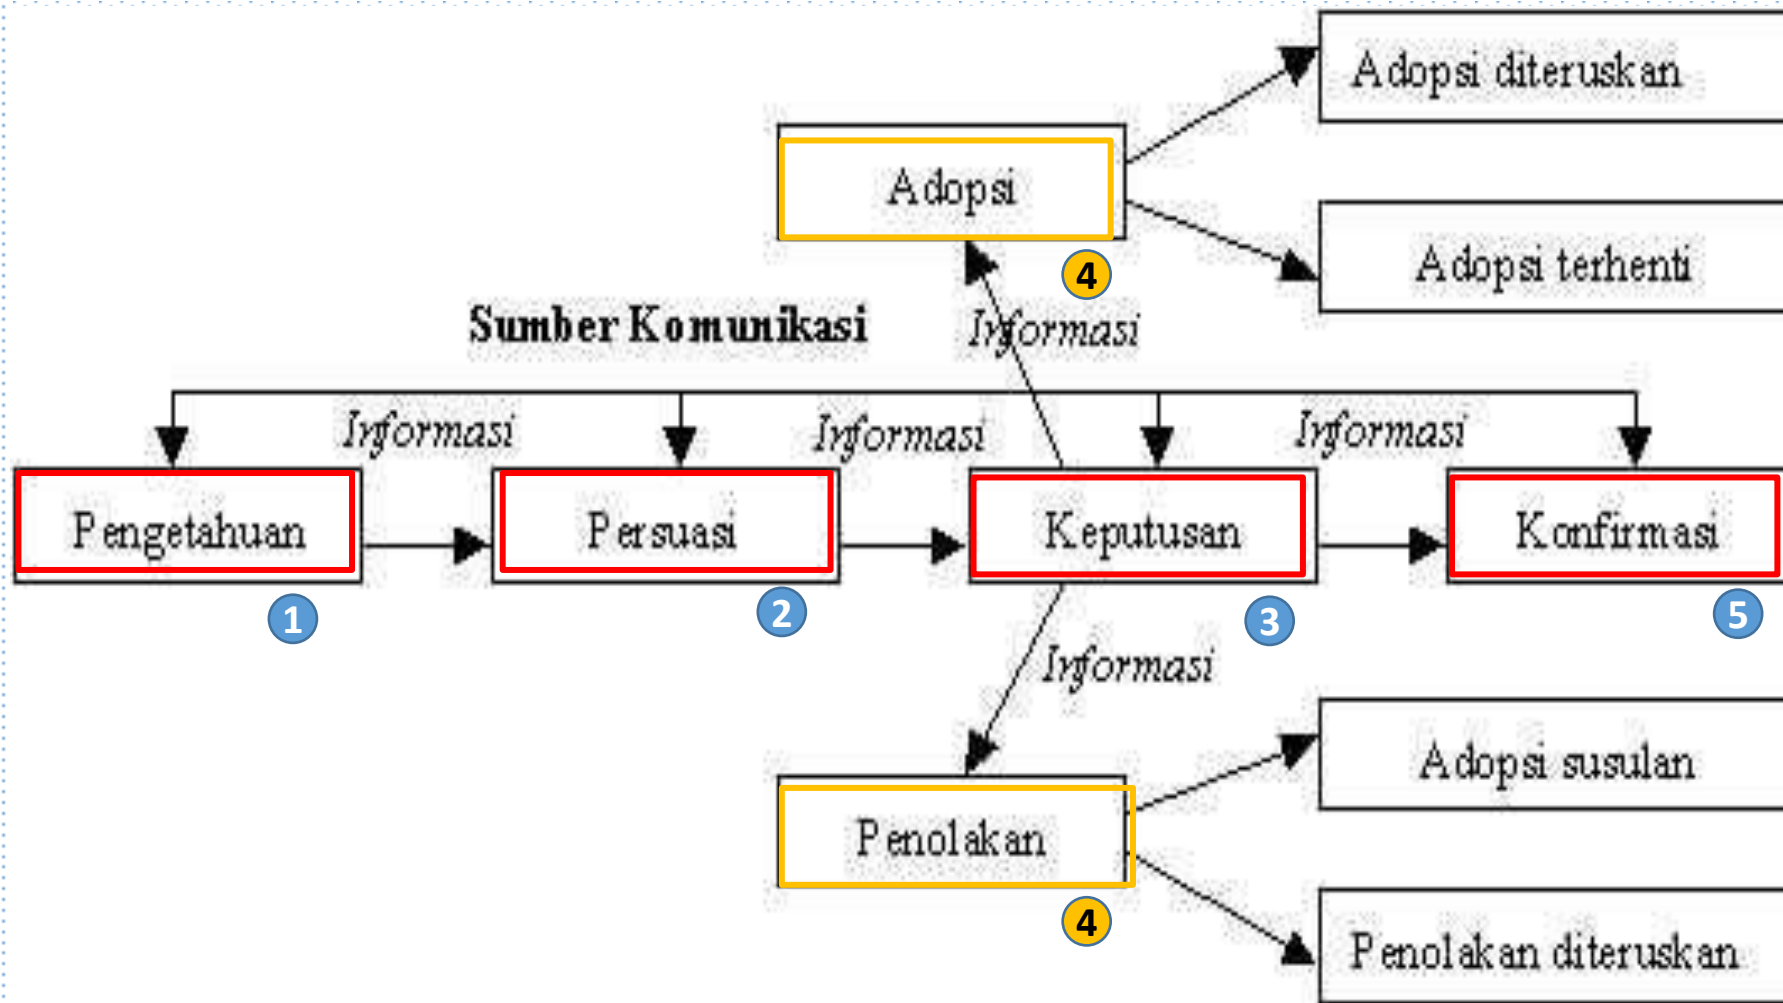 Adopsi diteruskan
Adopsi
4
Adopsi terhenti
Sumber Komunikasi
Informasi
Informasi
Informasi
Informasi
Pengetahuan
Persuasi
Keputusan
Konfirmasi
1
2
3
5
Informasi
Adopsi susulan
Penolakan
4
Penolakan diteruskan